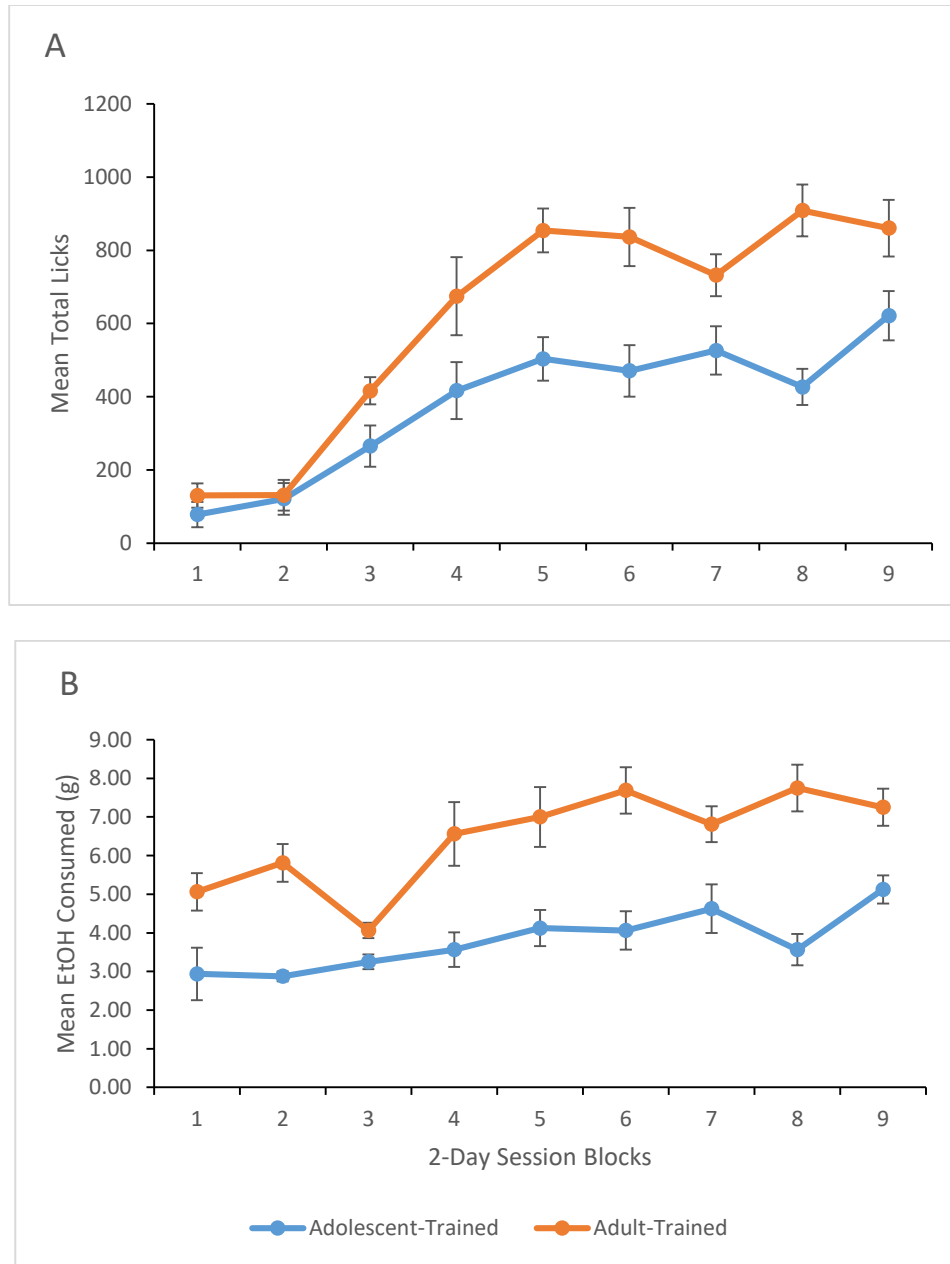 A
Mean Total Licks
1200
1000
800
600
400
200
0
1 2 3 4 5 6 7 8 9
B
Mean EtOH Consumed (g)
9.00
8.00
7.00
6.00
5.00
4.00
3.00
2.00
1.00
0.00
1 2 3 4 5 6 7 8 9
2-Day Session Blocks
Adolescent-Trained Adult-Trained